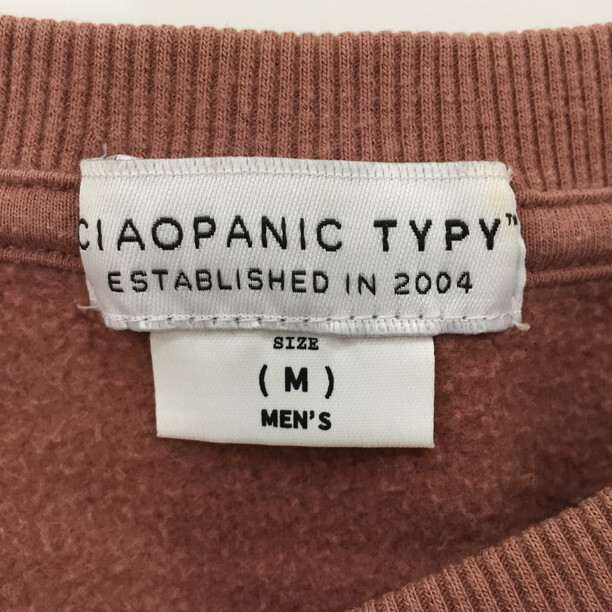 CIAOPANIC TYPY™
ESTABLISHED IN 2004
SIZE
(M)
MEN'S